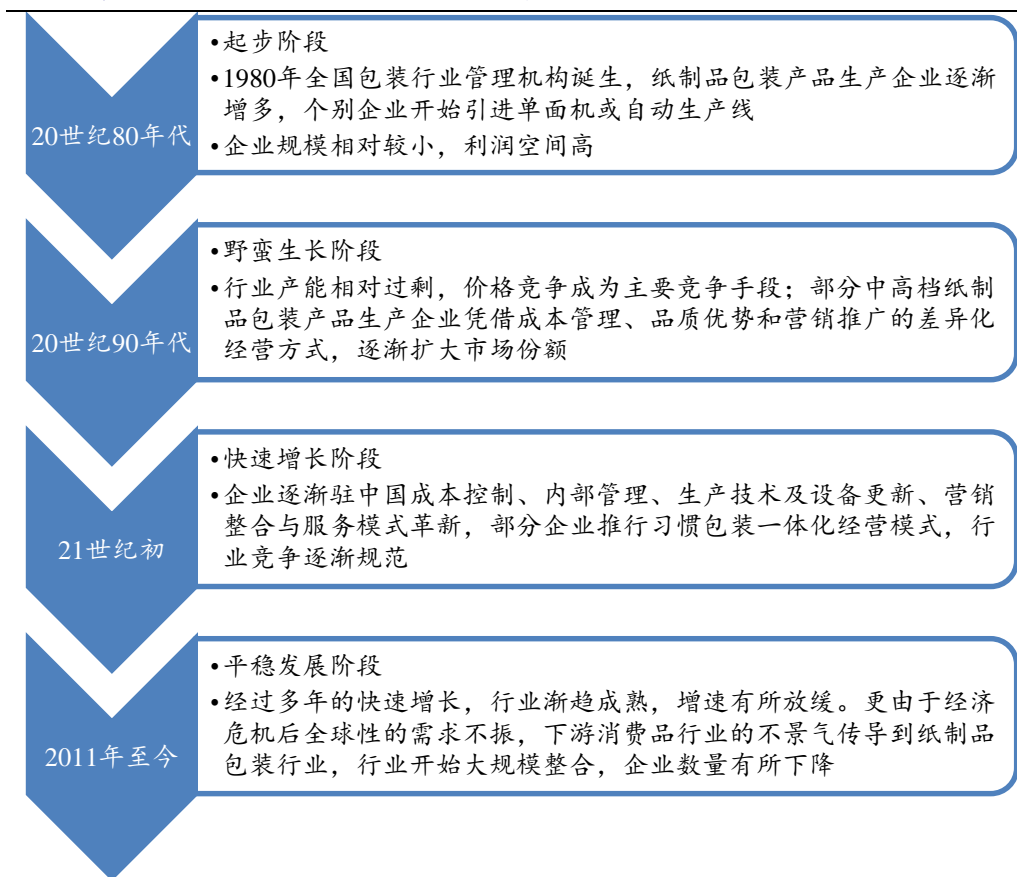 20世纪80年代
•起步阶段
•1980年全国包装行业管理机构诞生，纸制品包装产品生产企业逐渐
增多，个别企业开始引进单面机或自动生产线
•企业规模相对较小，利润空间高
20世纪90年代
•野蛮生长阶段
•行业产能相对过剩，价格竞争成为主要竞争手段；部分中高档纸制
品包装产品生产企业凭借成本管理、品质优势和营销推广的差异化
经营方式，逐渐扩大市场份额
21世纪初
•快速增长阶段
•企业逐渐驻中国成本控制、内部管理、生产技术及设备更新、营销
整合与服务模式革新，部分企业推行习惯包装一体化经营模式，行
业竞争逐渐规范
2011年至今
•平稳发展阶段
•经过多年的快速增长，行业渐趋成熟，增速有所放缓。更由于经济
危机后全球性的需求不振，下游消费品行业的不景气传导到纸制品
包装行业，行业开始大规模整合，企业数量有所下降